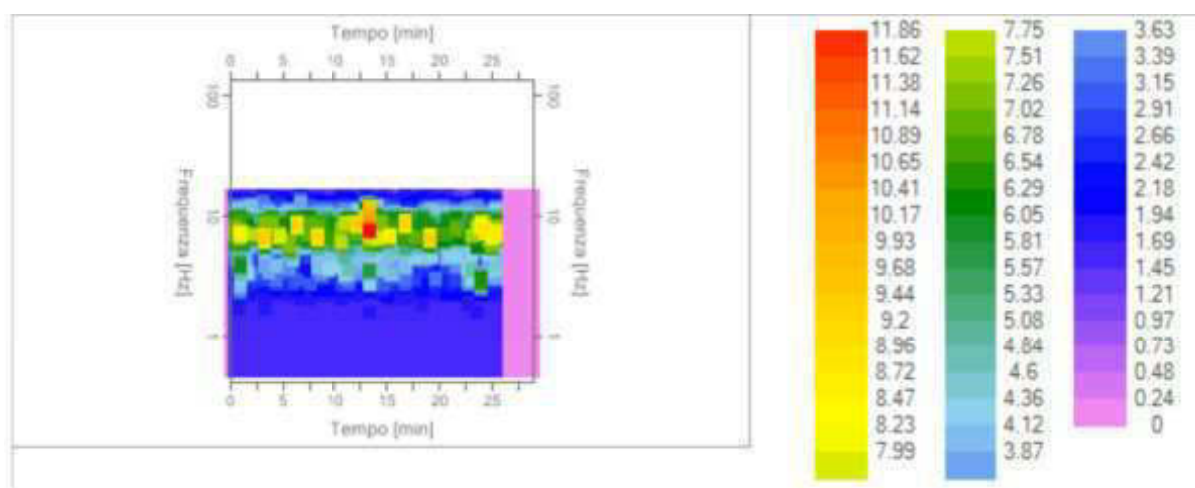 Tempo [min]
0 5 10 15 20 25
100 100
Frequenza [Hz] Frequenza [Hz]
10 10
1 1
0 5 10 15 20 25
Tempo [min]
11.86 7.75 3.63
11.62 7.51 3.39
11.38 7.26 3.15
11.14 7.02 2.91
10.89 6.78 2.66
10.65 6.54 2.42
10.41 6.29 2.18
10.17 6.05 1.94
9.93 5.81 1.69
9.68 5.57 1.45
9.44 5.33 1.21
9.2 5.08 0.97
8.96 4.84 0.73
8.72 4.6 0.48
8.47 4.36 0.24
8.23 4.12 0
7.99 3.87